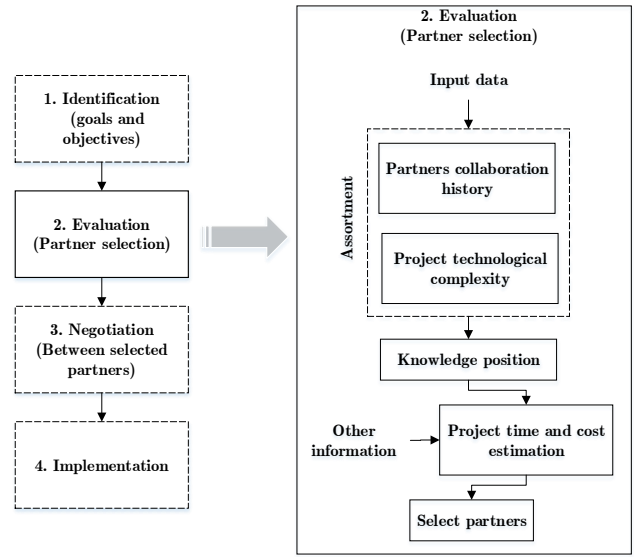 1. Identification
(goals and
objectives)
2. Evaluation
(Partner selection)
3. Negotiation
(Between selected
partners)
4. Implementation
2. Evaluation
(Partner selection)
Input data
Assortment
Partners collaboration
history
Project technological
complexity
Knowledge position
Other
information
Project time and cost
estimation
Select partners